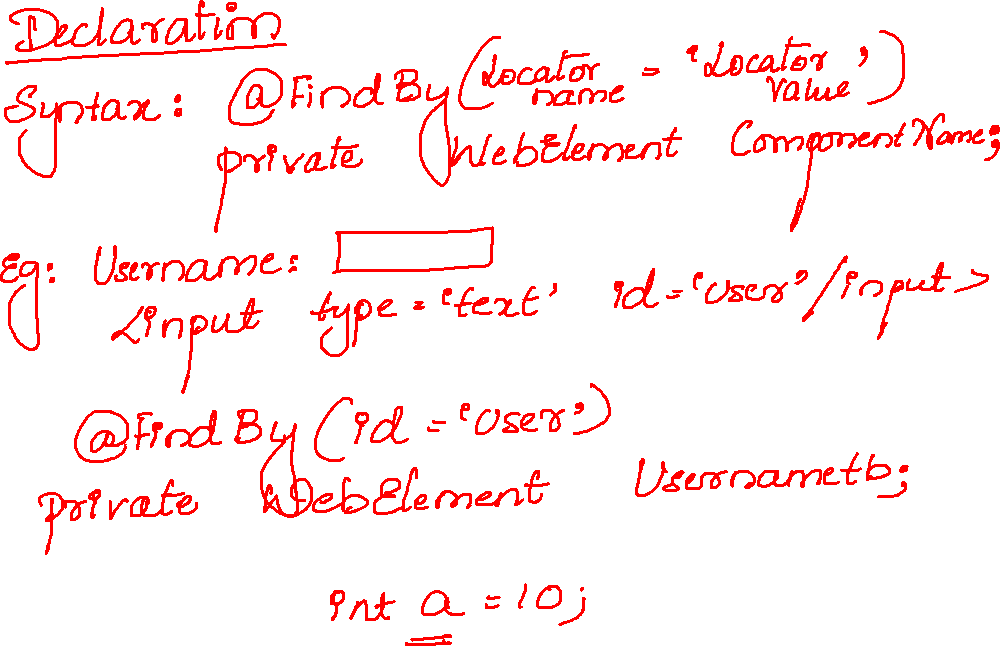 Declaration
Syntax: @FindBy(Locator name = 'Locator Value')
private WebElement ComponentName;
Eg: Username:
<input type = 'text' id = 'user' /input>
@FindBy(id = 'user')
private WebElement Usernametb;
int a = 10;